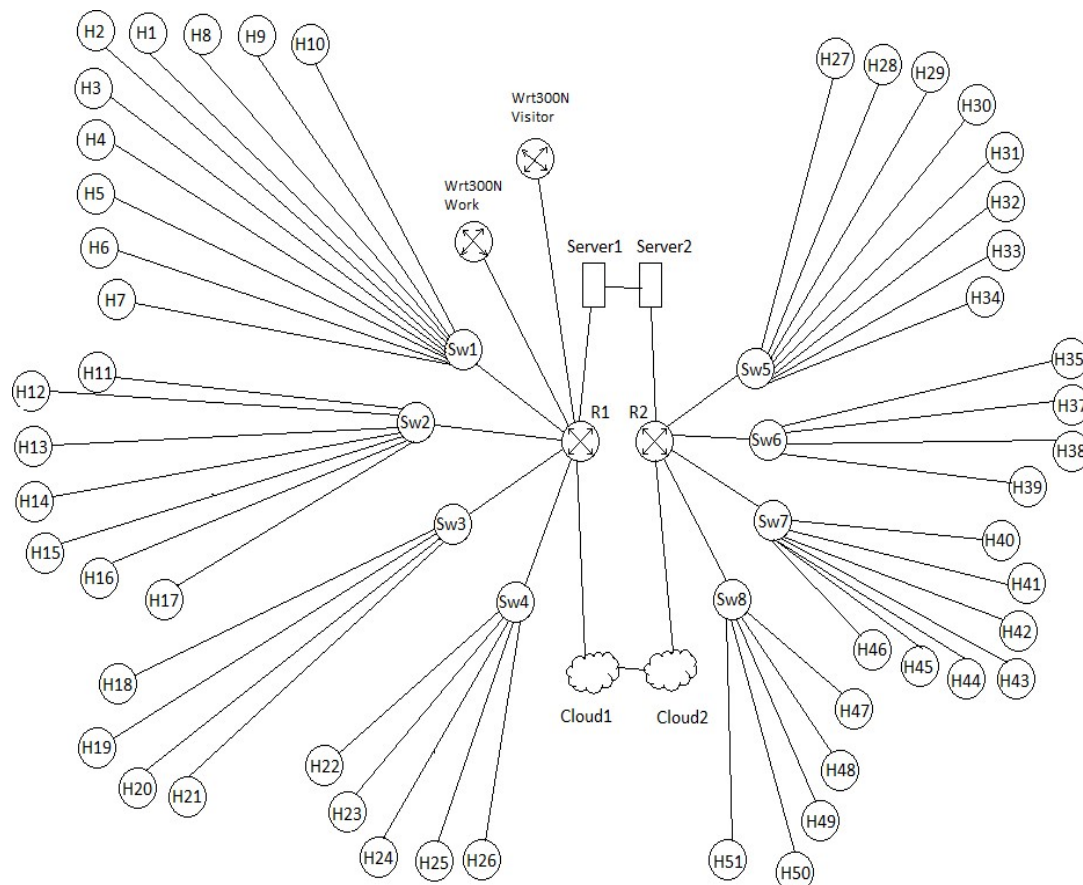 H2
H1
H8
H9
H10
H3
H4
H5
H6
H7
Wrt300N
Visitor
Wrt300N
Work
Server1
Server2
H27
H28
H29
H30
H31
H32
H33
H34
Sw1
Sw5
H11
H12
Sw2
H13
H14
H15
H16
H17
R1
R2
Sw6
H35
H37
H38
H39
Sw3
Sw7
H40
H41
H42
H43
H44
H45
H46
Sw4
Sw8
H18
H19
H20
H21
H22
H23
H24
H25
H26
Cloud1
Cloud2
H47
H48
H49
H50
H51